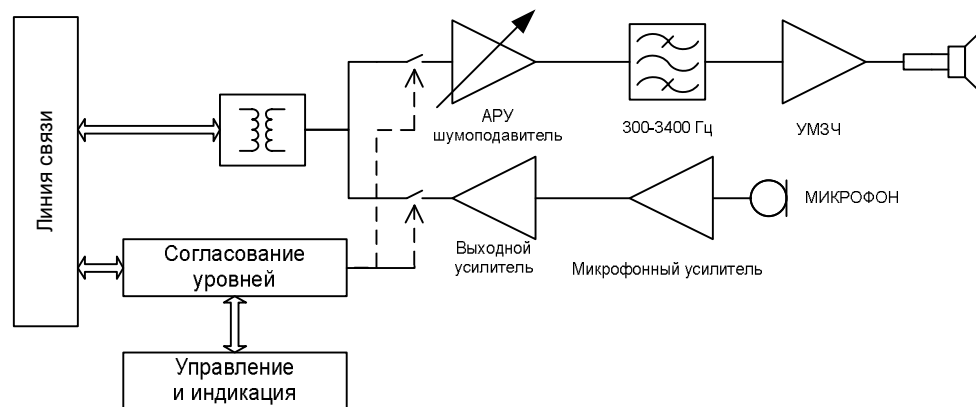 Линия связи
АРУ
шумоподавитель
300-3400 Гц
УМЗЧ
МИКРОФОН
Выходной
усилитель
Микрофонный усилитель
Согласование
уровней
Управление
и индикация